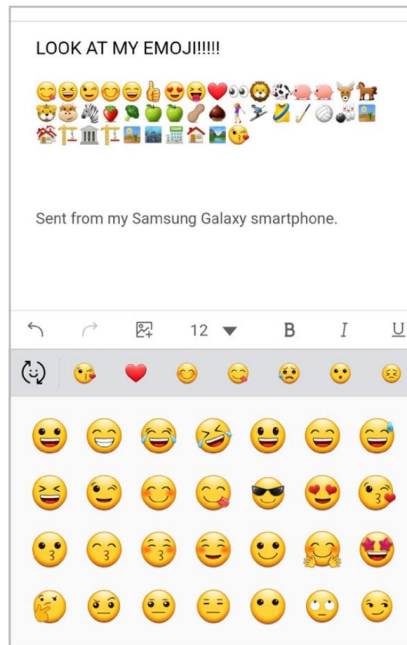 LOOK AT MY EMOJI!!!!!
Sent from my Samsung Galaxy smartphone.
12
B I U